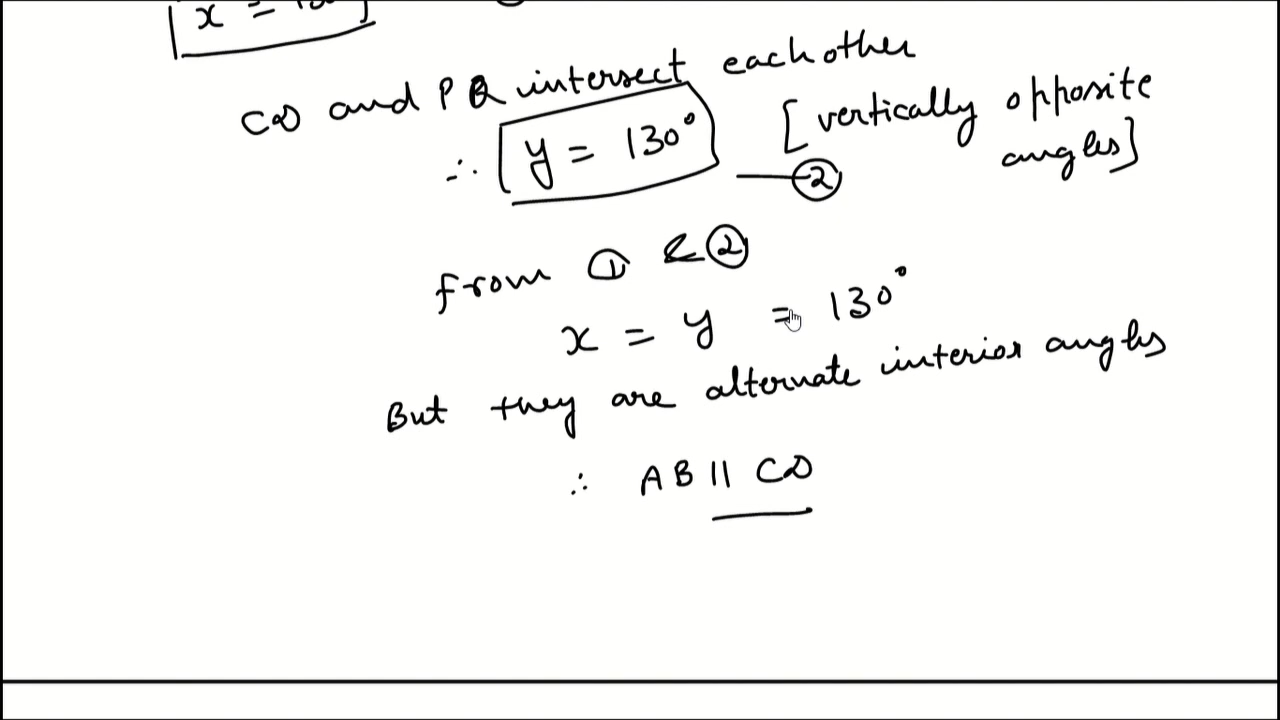 x =
CD and PQ intersect each other
∴ y = 130° [vertically opposite
angles]
②
from ① & ②
x = y = 130°
But they are alternate interior angles
∴ AB || CD